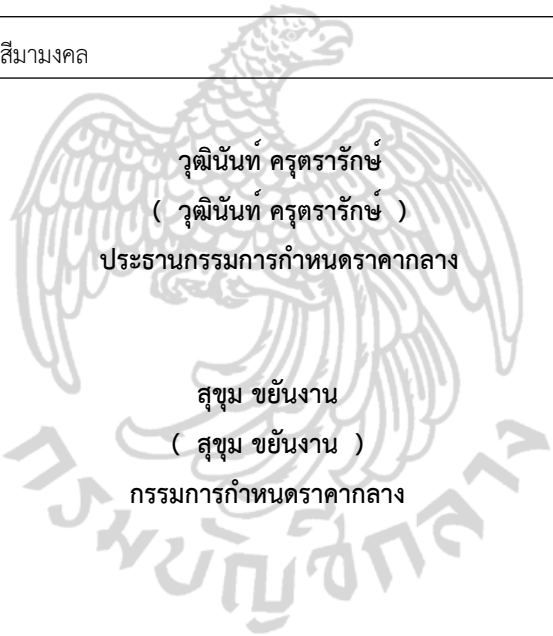 สีมามงคล
วุฒินันท์ ครุตรารักษ์
( วุฒินันท์ ครุตรารักษ์ )
ประธานกรรมการกำหนดราคากลาง
สุขุม ขยันงาน
( สุขุม ขยันงาน )
กรรมการกำหนดราคากลาง
กรมบัญชีกลาง